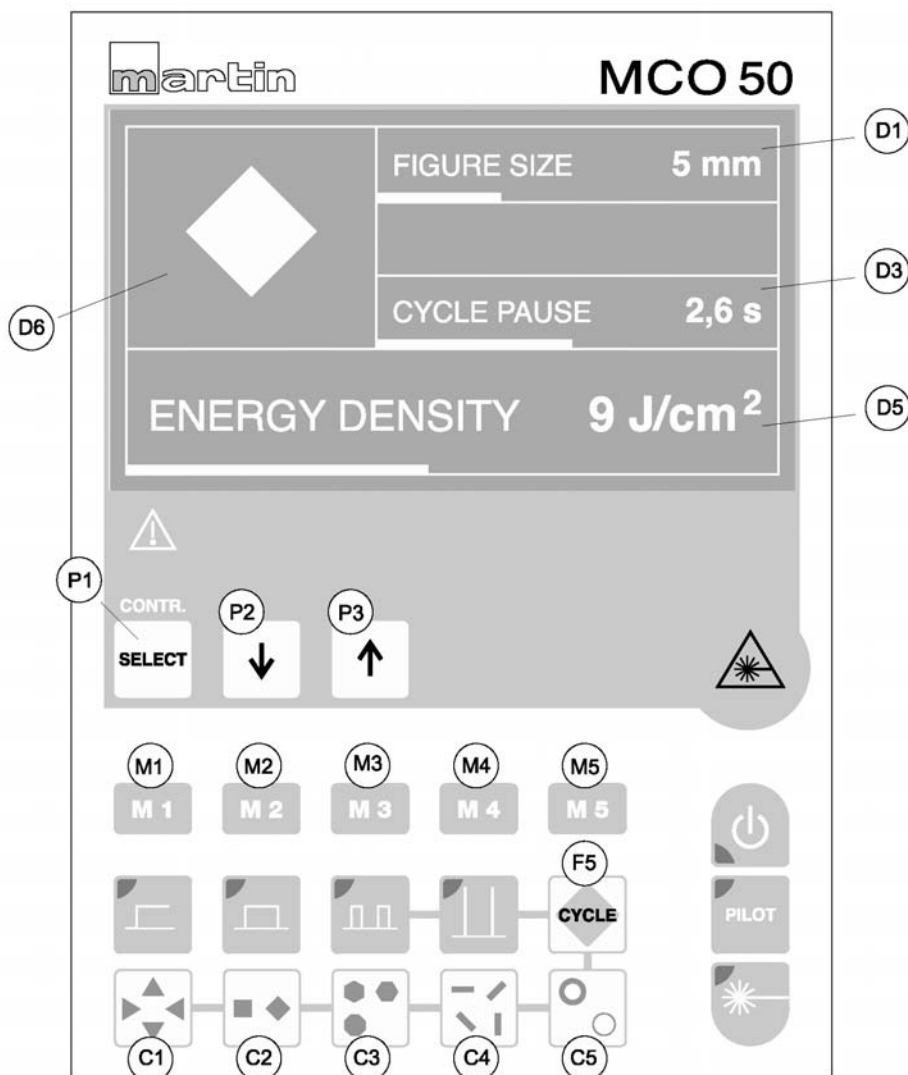 martin
MCO 50
D1
FIGURE SIZE 5 mm
D3
CYCLE PAUSE 2,6 s
D6
ENERGY DENSITY 9 J/cm²
D5
P1
CONTR.
P2
P3
SELECT
M1
M2
M3
M4
M5
M 1
M 2
M 3
M 4
M 5
F5
CYCLE
PILOT
C1
C2
C3
C4
C5